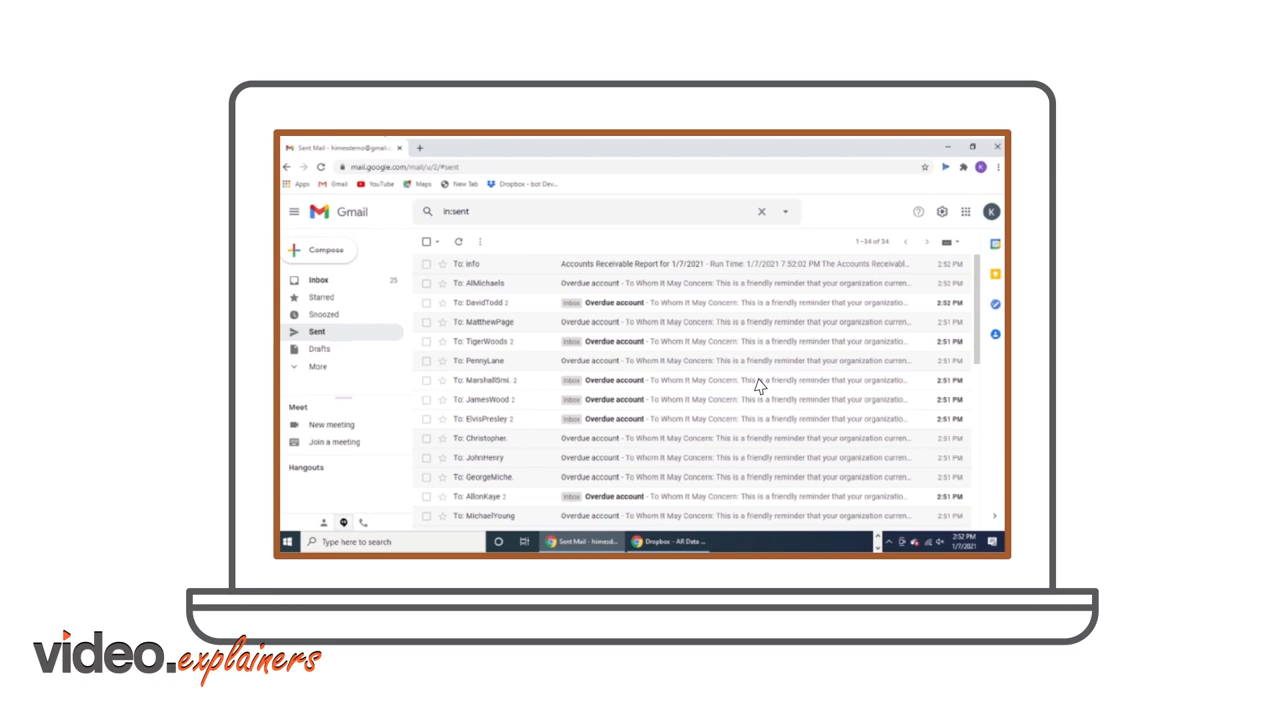 Sent Mail - himesdemo@gmail.c
mail.google.com/mail/u/2/#sent
Apps Gmail YouTube Maps New Tab Dropbox - bot Dev...
Gmail in:sent
Compose 1-34 of 34
Inbox 25
Starred
Snoozed
Sent
Drafts
More
Meet
New meeting
Join a meeting
Hangouts
To: info Accounts Receivable Report for 1/7/2021 - Run Time: 1/7/2021 7:52:02 PM The Accounts Receivabl... 2:52 PM
To: AlMichaels Overdue account - To Whom It May Concern: This is a friendly reminder that your organization curren... 2:52 PM
To: DavidTodd 2 Inbox Overdue account - To Whom It May Concern: This is a friendly reminder that your organizatio... 2:52 PM
To: MatthewPage Overdue account - To Whom It May Concern: This is a friendly reminder that your organization curren... 2:51 PM
To: TigerWoods 2 Inbox Overdue account - To Whom It May Concern: This is a friendly reminder that your organizatio... 2:51 PM
To: PennyLane Overdue account - To Whom It May Concern: This is a friendly reminder that your organization curren... 2:51 PM
To: MarshallSmi. 2 Inbox Overdue account - To Whom It May Concern: This is a friendly reminder that your organizatio... 2:51 PM
To: JamesWood 2 Inbox Overdue account - To Whom It May Concern: This is a friendly reminder that your organizatio... 2:51 PM
To: ElvisPresley 2 Inbox Overdue account - To Whom It May Concern: This is a friendly reminder that your organizatio... 2:51 PM
To: Christopher. Overdue account - To Whom It May Concern: This is a friendly reminder that your organization curren... 2:51 PM
To: JohnHenry Overdue account - To Whom It May Concern: This is a friendly reminder that your organization curren... 2:51 PM
To: GeorgeMiche. Overdue account - To Whom It May Concern: This is a friendly reminder that your organization curren... 2:51 PM
To: AllonKaye 2 Inbox Overdue account - To Whom It May Concern: This is a friendly reminder that your organizatio... 2:51 PM
To: MichaelYoung Overdue account - To Whom It May Concern: This is a friendly reminder that your organization curren... 2:51 PM
Type here to search Sent Mail - himesd... Dropbox - AR Data ... 2:52 PM
1/7/2021
video.explainers